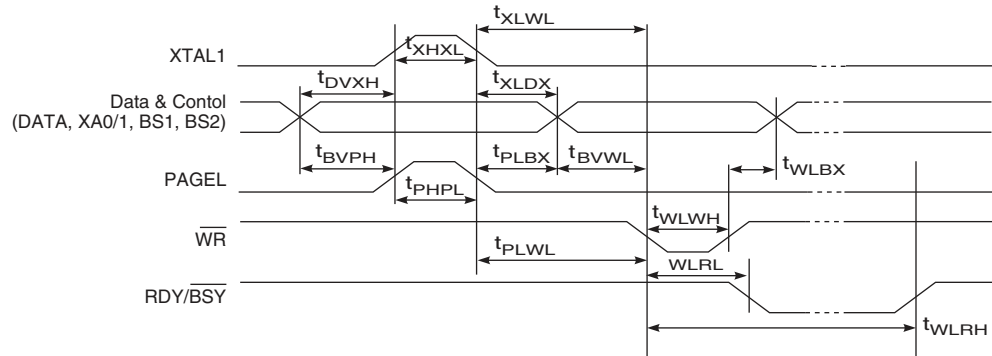 tXLWL
XTAL1
tXHXL
tDVXH
tXLDX
Data & Contol
(DATA, XA0/1, BS1, BS2)
tBVPH
tPLBX
tBVWL
tWLBX
PAGEL
tPHPL
tWLWH
WR
tPLWL
WLRL
RDY/BSY
tWLRH